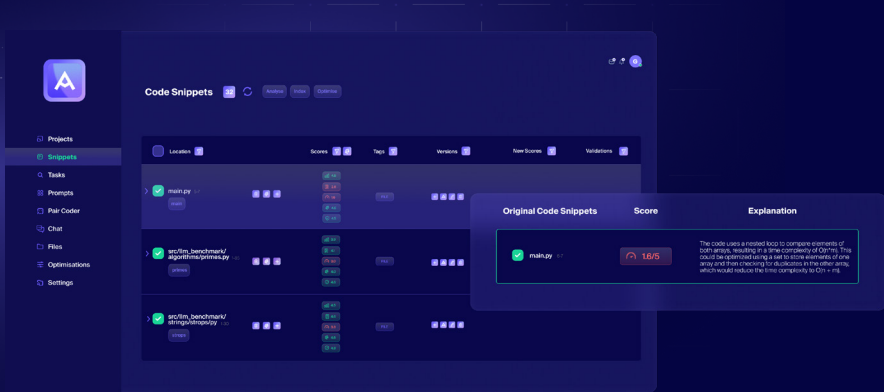 Code Snippets 32 Analyse Index Optimise
Projects
Snippets
Tasks
Prompts
Pair Coder
Chat
Files
Optimisations
Settings
Location Scores Tags Versions New Scores Validations
main.py
main
src/llm_benchmark/
algorithms/primes.py
primes
src/llm_benchmark/
strings/strops/py
strops
Original Code Snippets Score Explanation
main.py 1.6/5
The code uses a nested loop to compare elements of
both arrays, resulting in a time complexity of O(n*m). This
could be optimized using a set to store elements of one
array and then checking for duplicates in the other array,
which would reduce the time complexity to O(n + m).